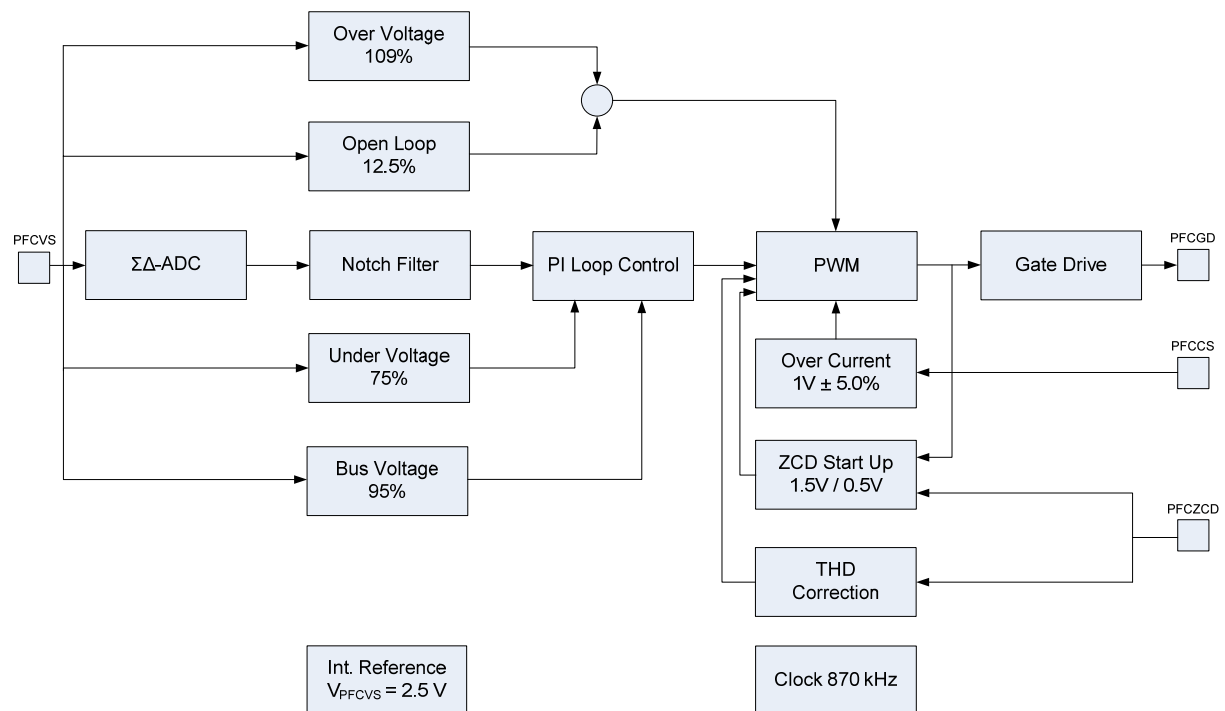 Over Voltage
109%
Open Loop
12.5%
PFCVS
ΣΔ-ADC
Notch Filter
PI Loop Control
PWM
Gate Drive
PFCGD
Under Voltage
75%
Over Current
1V ± 5.0%
PFCCS
Bus Voltage
95%
ZCD Start Up
1.5V / 0.5V
PFCZCD
THD
Correction
Int. Reference
VPFCVS = 2.5 V
Clock 870 kHz